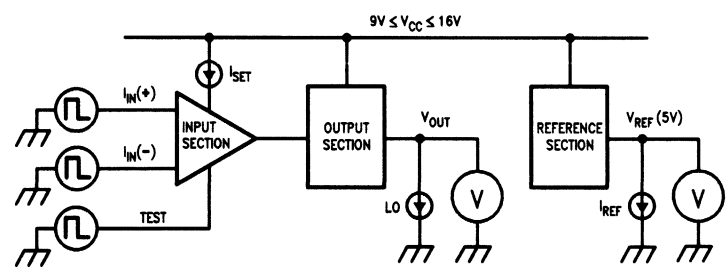 9V ≤ VCC ≤ 16V
ISET
IIN(+)
INPUT
SECTION
IIN(−)
TEST
OUTPUT
SECTION
VOUT
LO
V
REFERENCE
SECTION
VREF(5V)
IREF
V